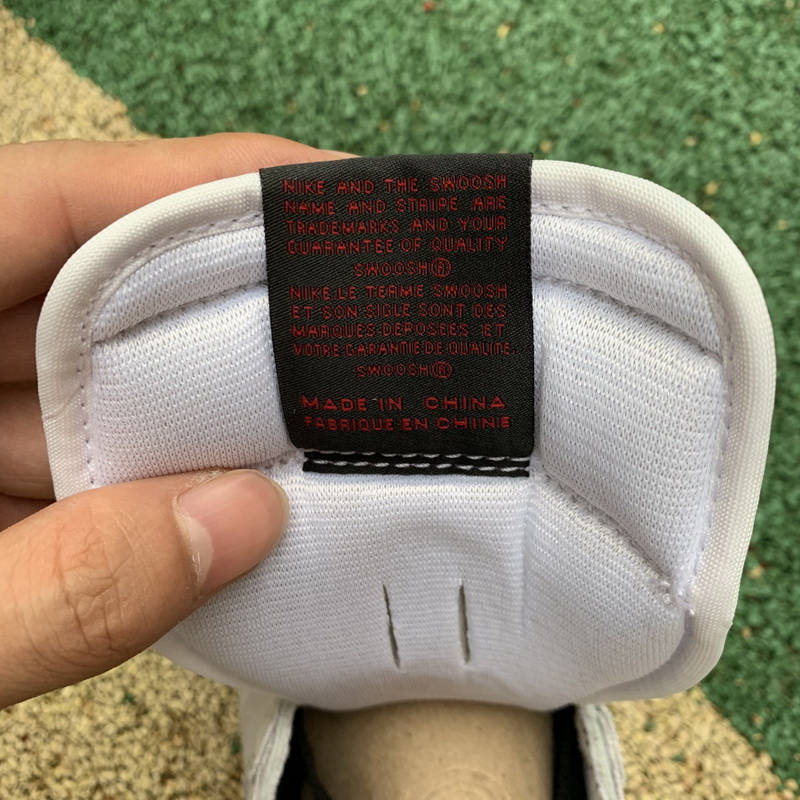 NIKE AND THE SWOOSH
NAME AND STRIPE ARE
TRADEMARKS AND YOUR
GUARANTEE OF QUALITY
SWOOSH®
NIKE.LE TERME SWOOSH
ET-SON-SIGLE SONT DES
MARQUES-DEPOSEES ET
VOTRE GARANTIE DE QUALITE
SWOOSH®
MADE IN CHINA
FABRIQUE EN CHINE